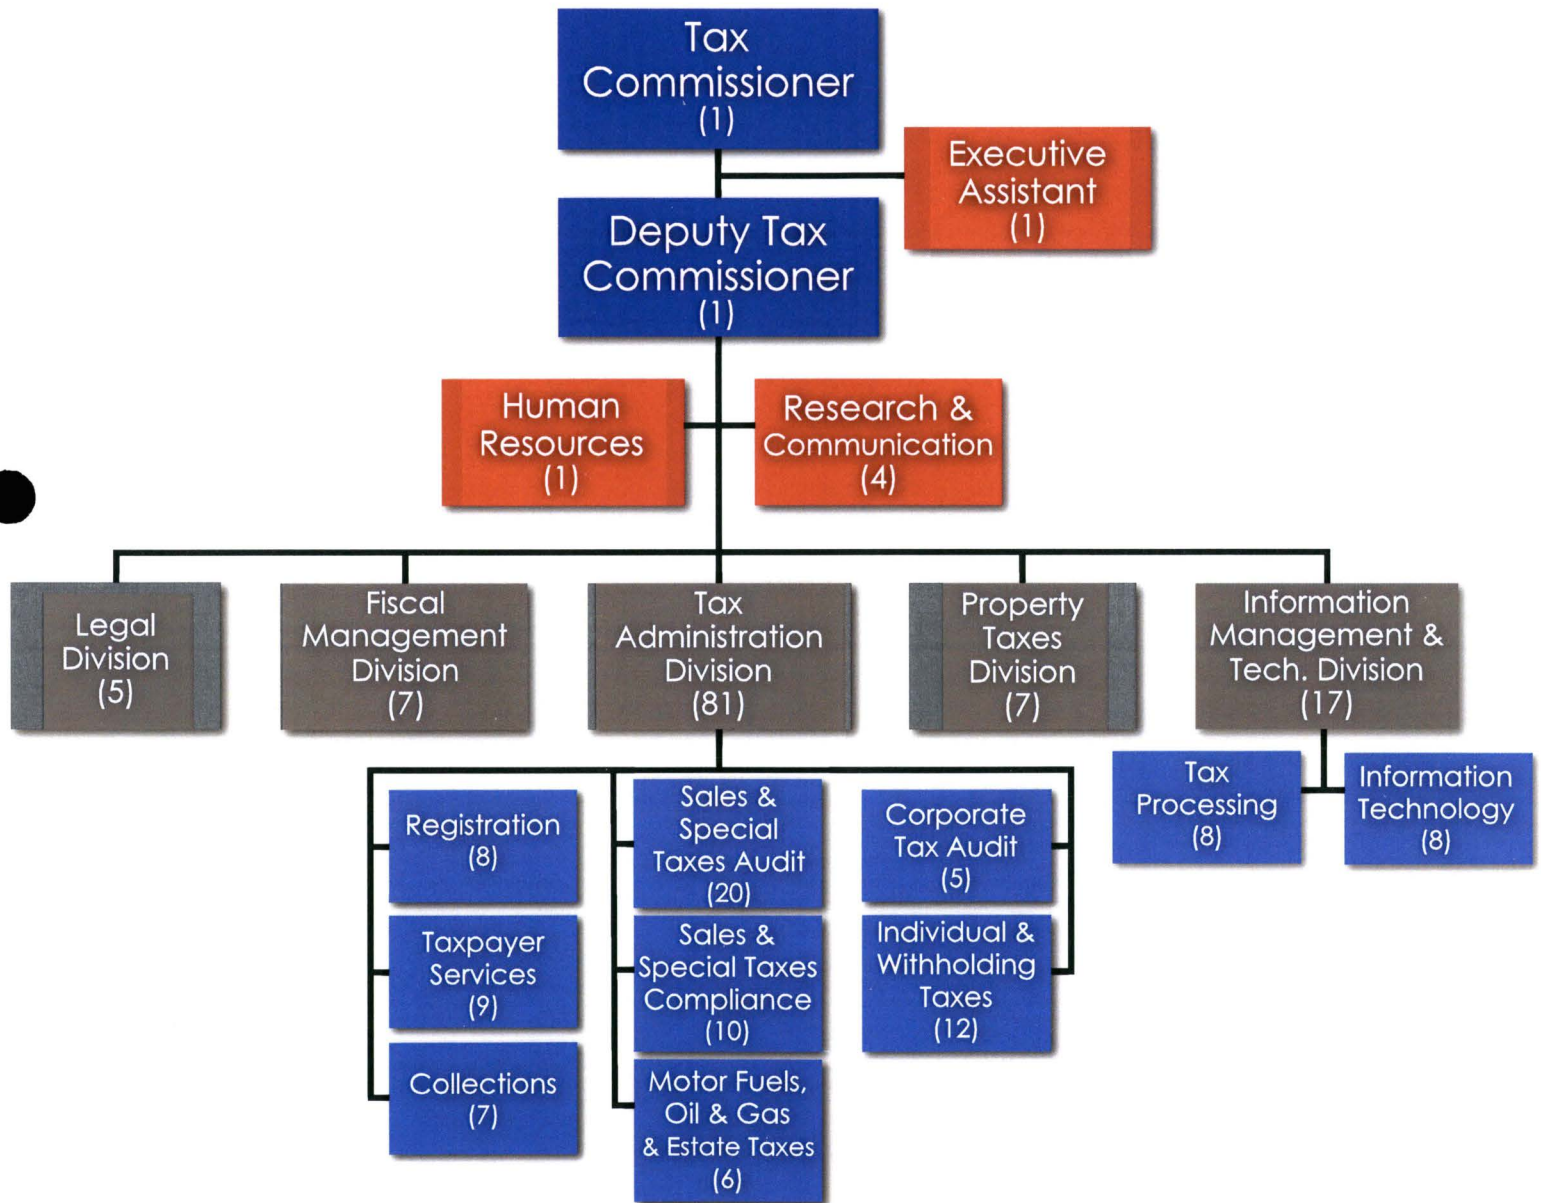 Tax
Commissioner
(1)
Executive
Assistant
(1)
Deputy Tax
Commissioner
(1)
Human
Resources
(1)
Research &
Communication
(4)
Legal
Division
(5)
Fiscal
Management
Division
(7)
Tax
Administration
Division
(81)
Property
Taxes
Division
(7)
Information
Management &
Tech. Division
(17)
Registration
(8)
Taxpayer
Services
(9)
Collections
(7)
Sales &
Special
Taxes Audit
(20)
Sales &
Special Taxes
Compliance
(10)
Motor Fuels,
Oil & Gas
& Estate Taxes
(6)
Corporate
Tax Audit
(5)
Individual &
Withholding
Taxes
(12)
Tax
Processing
(8)
Information
Technology
(8)